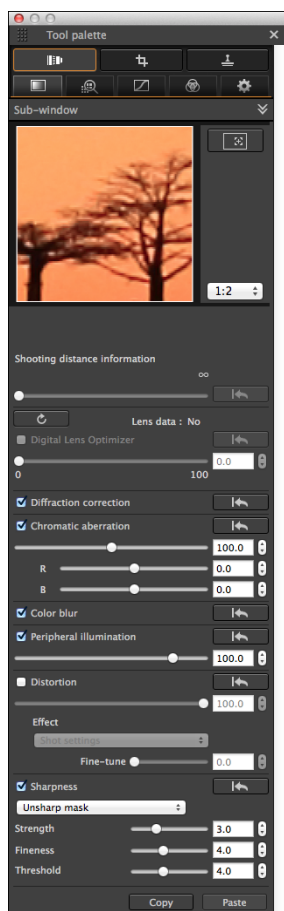 Tool palette
Sub-window
1:2
Shooting distance information
∞
Lens data : No
Digital Lens Optimizer
0.0
0 100
Diffraction correction
Chromatic aberration
100.0
R 0.0
B 0.0
Color blur
Peripheral illumination
100.0
Distortion
100.0
Effect
Shot settings
Fine-tune 0.0
Sharpness
Unsharp mask
Strength 3.0
Fineness 4.0
Threshold 4.0
Copy Paste